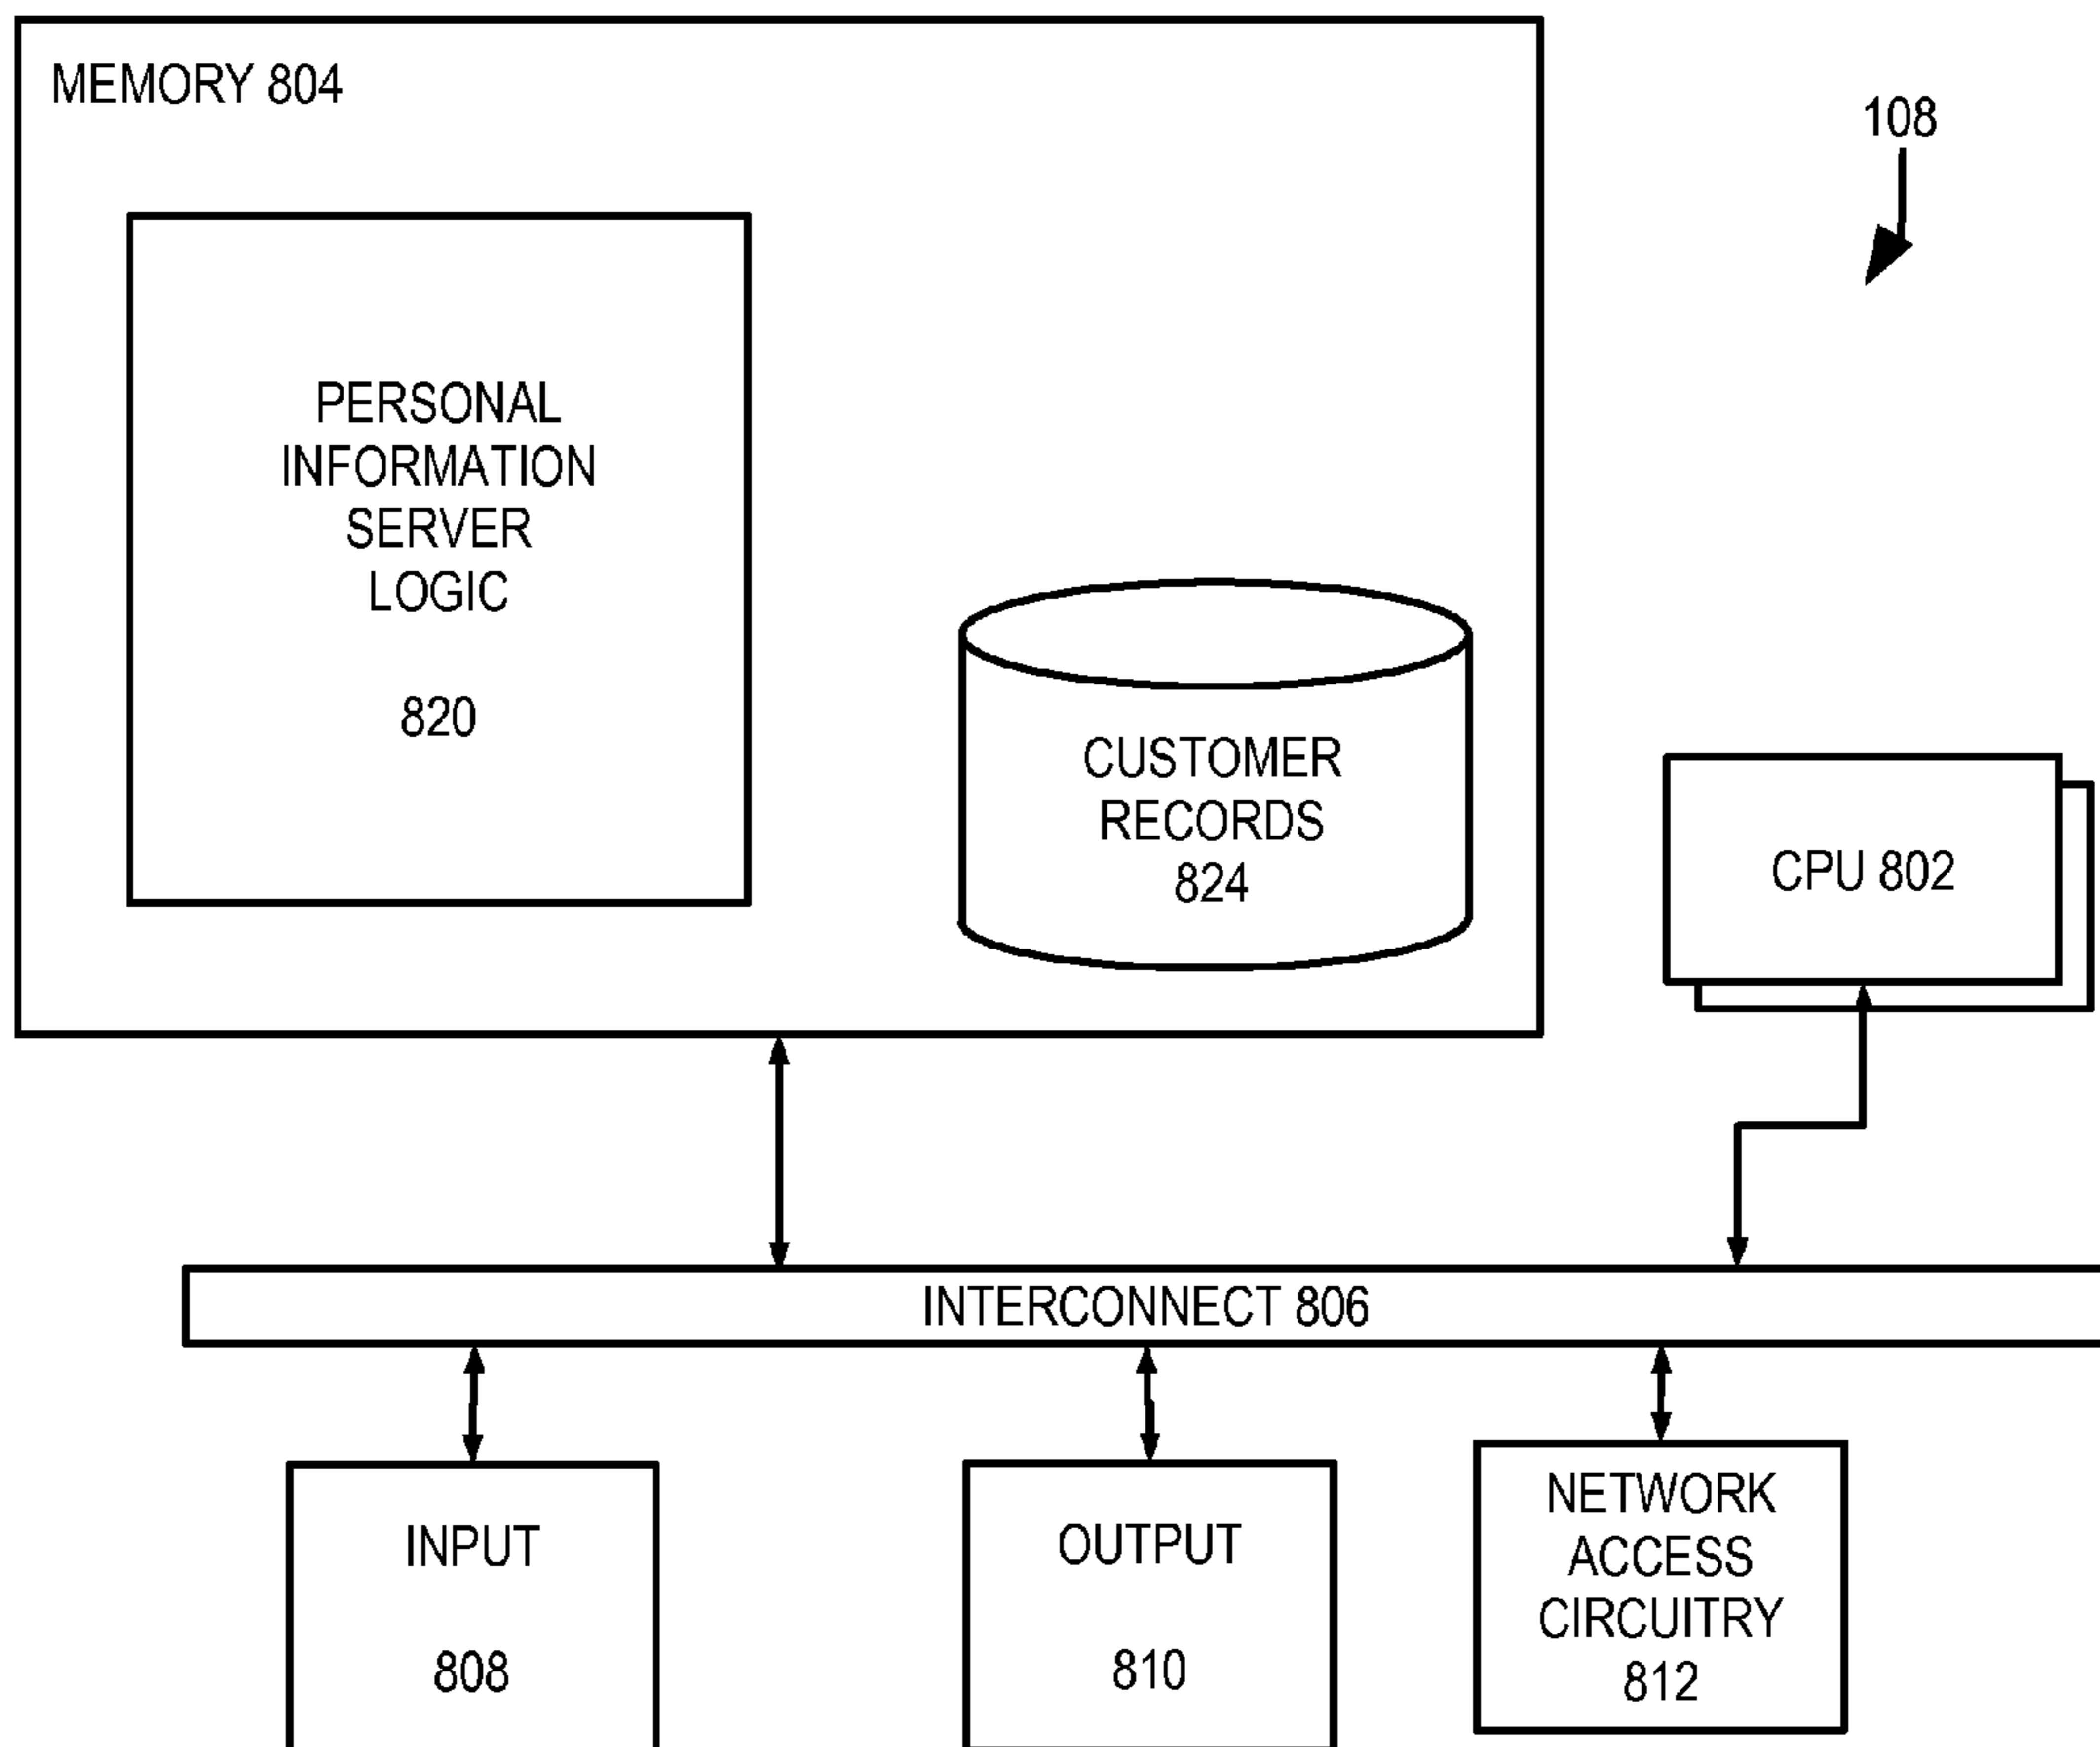 MEMORY 804
108
PERSONAL
INFORMATION
SERVER
LOGIC
820
CUSTOMER
RECORDS
824
CPU 802
INTERCONNECT 806
INPUT
808
OUTPUT
810
NETWORK
ACCESS
CIRCUITRY
812